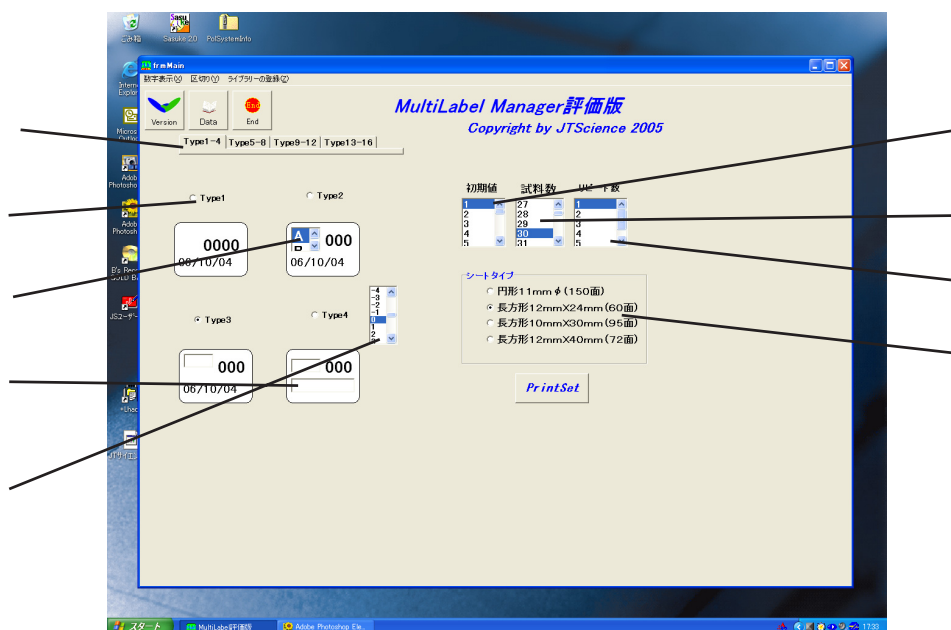 ごみ箱 Sasuke 2.0 PolSystemInfo
frmMain
数字表示(X) 区切り(Y) ライブラリーの登録(Z)
Version Data End
MultiLabel Manager評価版
Copyright by JTScience 2005
Type1-4 Type5-8 Type9-12 Type13-16
Type1 Type2
初期値 試料数 リピート数
1 27 1
2 28 2
3 29 3
4 30 4
5 31 5
0000
06/10/04
A 000
06/10/04
シートタイプ
円形11mmφ(150面)
長方形12mmX24mm(60面)
長方形10mmX30mm(95面)
長方形12mmX40mm(72面)
Type3 Type4
-4
-3
-2
-1
0
1
2
000
06/10/04
000
PrintSet
スタート MultiLabel評価版 Adobe Photoshop Ele... 17:33